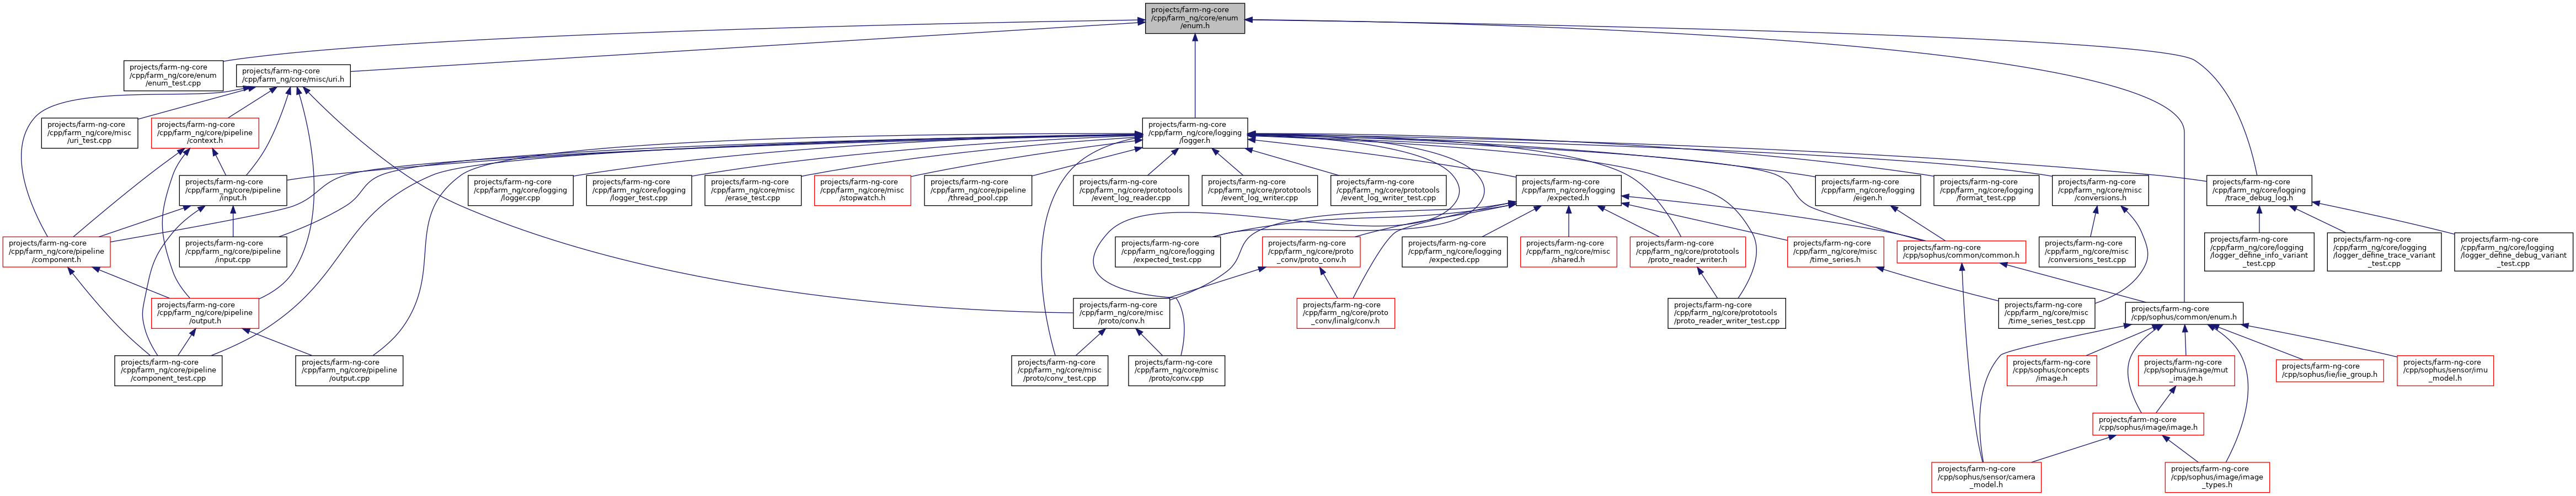 projects/farm-ng-core
/cpp/farm_ng/core/enum
/enum.h
projects/farm-ng-core
/cpp/farm_ng/core/enum
/enum_test.cpp
projects/farm-ng-core
/cpp/farm_ng/core/misc/uri.h
projects/farm-ng-core
/cpp/farm_ng/core/misc
/uri_test.cpp
projects/farm-ng-core
/cpp/farm_ng/core/pipeline
/context.h
projects/farm-ng-core
/cpp/farm_ng/core/logging
/logger.h
projects/farm-ng-core
/cpp/farm_ng/core/pipeline
/input.h
projects/farm-ng-core
/cpp/farm_ng/core/logging
/logger.cpp
projects/farm-ng-core
/cpp/farm_ng/core/logging
/logger_test.cpp
projects/farm-ng-core
/cpp/farm_ng/core/misc
/erase_test.cpp
projects/farm-ng-core
/cpp/farm_ng/core/misc
/stopwatch.h
projects/farm-ng-core
/cpp/farm_ng/core/pipeline
/thread_pool.cpp
projects/farm-ng-core
/cpp/farm_ng/core/prototools
/event_log_reader.cpp
projects/farm-ng-core
/cpp/farm_ng/core/prototools
/event_log_writer.cpp
projects/farm-ng-core
/cpp/farm_ng/core/prototools
/event_log_writer_test.cpp
projects/farm-ng-core
/cpp/farm_ng/core/logging
/expected.h
projects/farm-ng-core
/cpp/farm_ng/core/logging
/eigen.h
projects/farm-ng-core
/cpp/farm_ng/core/logging
/format_test.cpp
projects/farm-ng-core
/cpp/farm_ng/core/misc
/conversions.h
projects/farm-ng-core
/cpp/farm_ng/core/logging
/trace_debug_log.h
projects/farm-ng-core
/cpp/farm_ng/core/pipeline
/component.h
projects/farm-ng-core
/cpp/farm_ng/core/pipeline
/input.cpp
projects/farm-ng-core
/cpp/farm_ng/core/logging
/expected_test.cpp
projects/farm-ng-core
/cpp/farm_ng/core/proto
_conv/proto_conv.h
projects/farm-ng-core
/cpp/farm_ng/core/logging
/expected.cpp
projects/farm-ng-core
/cpp/farm_ng/core/misc
/shared.h
projects/farm-ng-core
/cpp/farm_ng/core/prototools
/proto_reader_writer.h
projects/farm-ng-core
/cpp/farm_ng/core/misc
/time_series.h
projects/farm-ng-core
/cpp/sophus/common/common.h
projects/farm-ng-core
/cpp/farm_ng/core/misc
/conversions_test.cpp
projects/farm-ng-core
/cpp/farm_ng/core/logging
/logger_define_info_variant
_test.cpp
projects/farm-ng-core
/cpp/farm_ng/core/logging
/logger_define_trace_variant
_test.cpp
projects/farm-ng-core
/cpp/farm_ng/core/logging
/logger_define_debug_variant
_test.cpp
projects/farm-ng-core
/cpp/farm_ng/core/pipeline
/output.h
projects/farm-ng-core
/cpp/farm_ng/core/misc
/proto/conv.h
projects/farm-ng-core
/cpp/farm_ng/core/proto
_conv/linalg/conv.h
projects/farm-ng-core
/cpp/farm_ng/core/prototools
/proto_reader_writer_test.cpp
projects/farm-ng-core
/cpp/farm_ng/core/misc
/time_series_test.cpp
projects/farm-ng-core
/cpp/sophus/common/enum.h
projects/farm-ng-core
/cpp/farm_ng/core/pipeline
/component_test.cpp
projects/farm-ng-core
/cpp/farm_ng/core/pipeline
/output.cpp
projects/farm-ng-core
/cpp/farm_ng/core/misc
/proto/conv_test.cpp
projects/farm-ng-core
/cpp/farm_ng/core/misc
/proto/conv.cpp
projects/farm-ng-core
/cpp/sophus/concepts
/image.h
projects/farm-ng-core
/cpp/sophus/image/mut
_image.h
projects/farm-ng-core
/cpp/sophus/lie/lie_group.h
projects/farm-ng-core
/cpp/sophus/sensor/imu
_model.h
projects/farm-ng-core
/cpp/sophus/image/image.h
projects/farm-ng-core
/cpp/sophus/sensor/camera
_model.h
projects/farm-ng-core
/cpp/sophus/image/image
_types.h